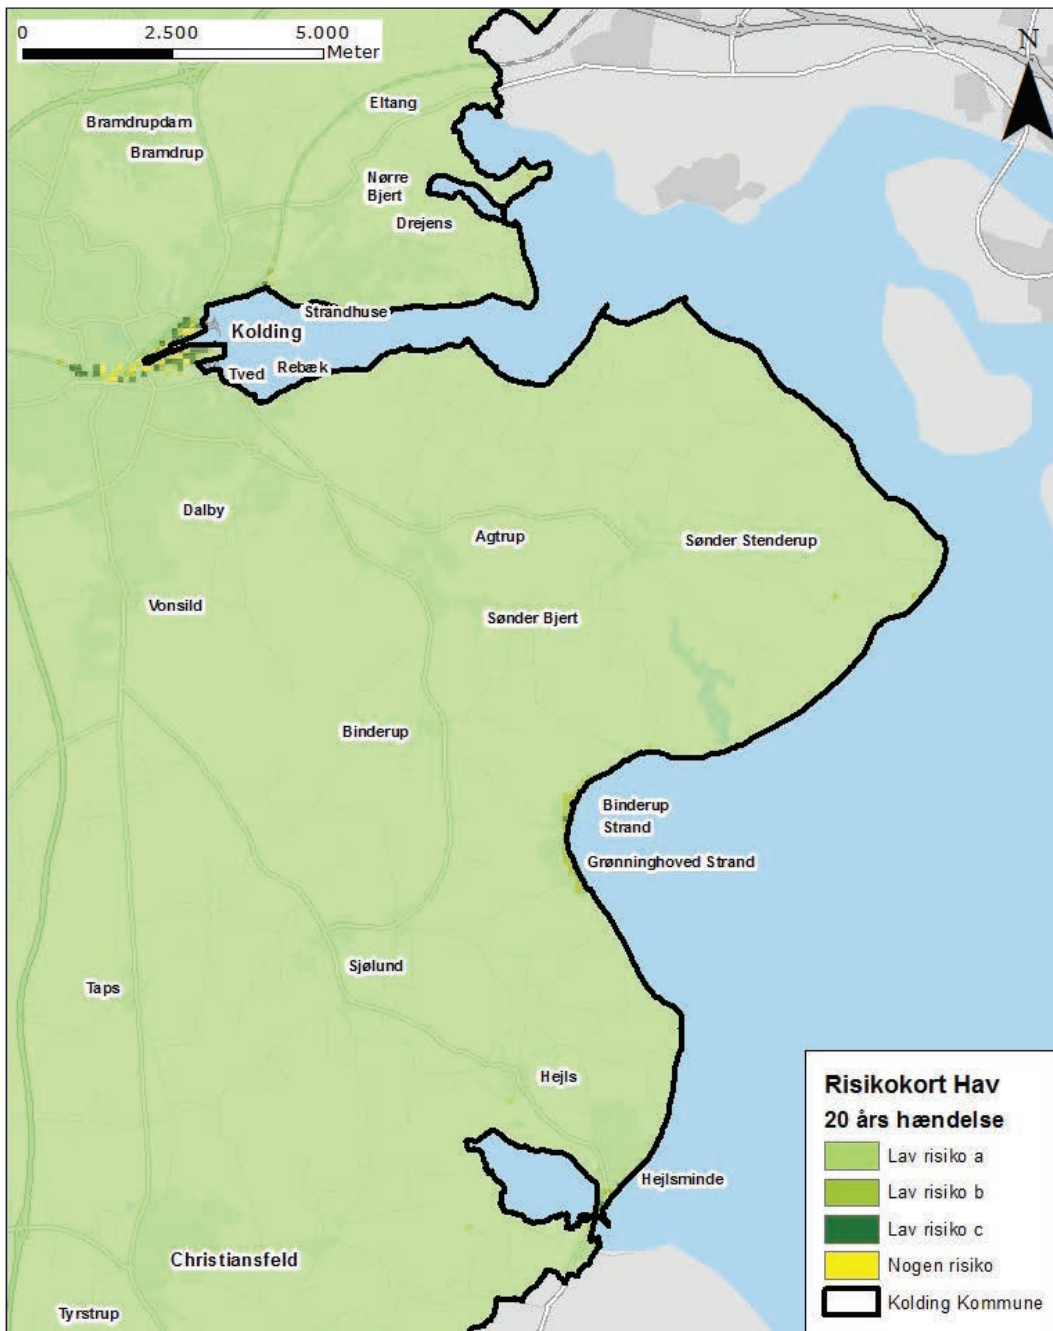 0 2.500 5.000
Meter
N
Eltang
Bramdrupdam
Bramdrup
Nørre
Bjert
Drejens
Strandhuse
Kolding
Rebæk
Tved
Dalby
Agtrup
Sønder Stenderup
Vonsild
Sønder Bjert
Binderup
Binderup
Strand
Grønninghoved Strand
Sjølund
Taps
Hejls
Hejlsminde
Christiansfeld
Tyrstrup
Risikokort Hav
20 års hændelse
Lav risiko a
Lav risiko b
Lav risiko c
Nogen risiko
Kolding Kommune